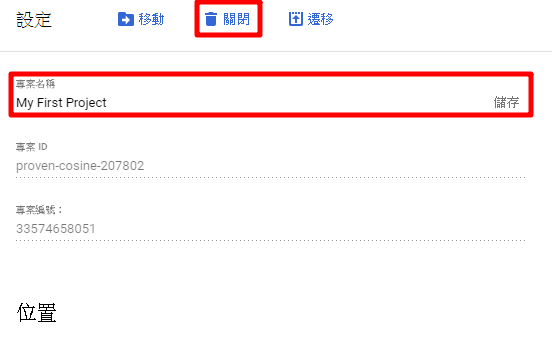 設定 移動 關閉 遷移
專案名稱
My First Project 儲存
專案 ID
proven-cosine-207802
專案編號：
33574658051
位置